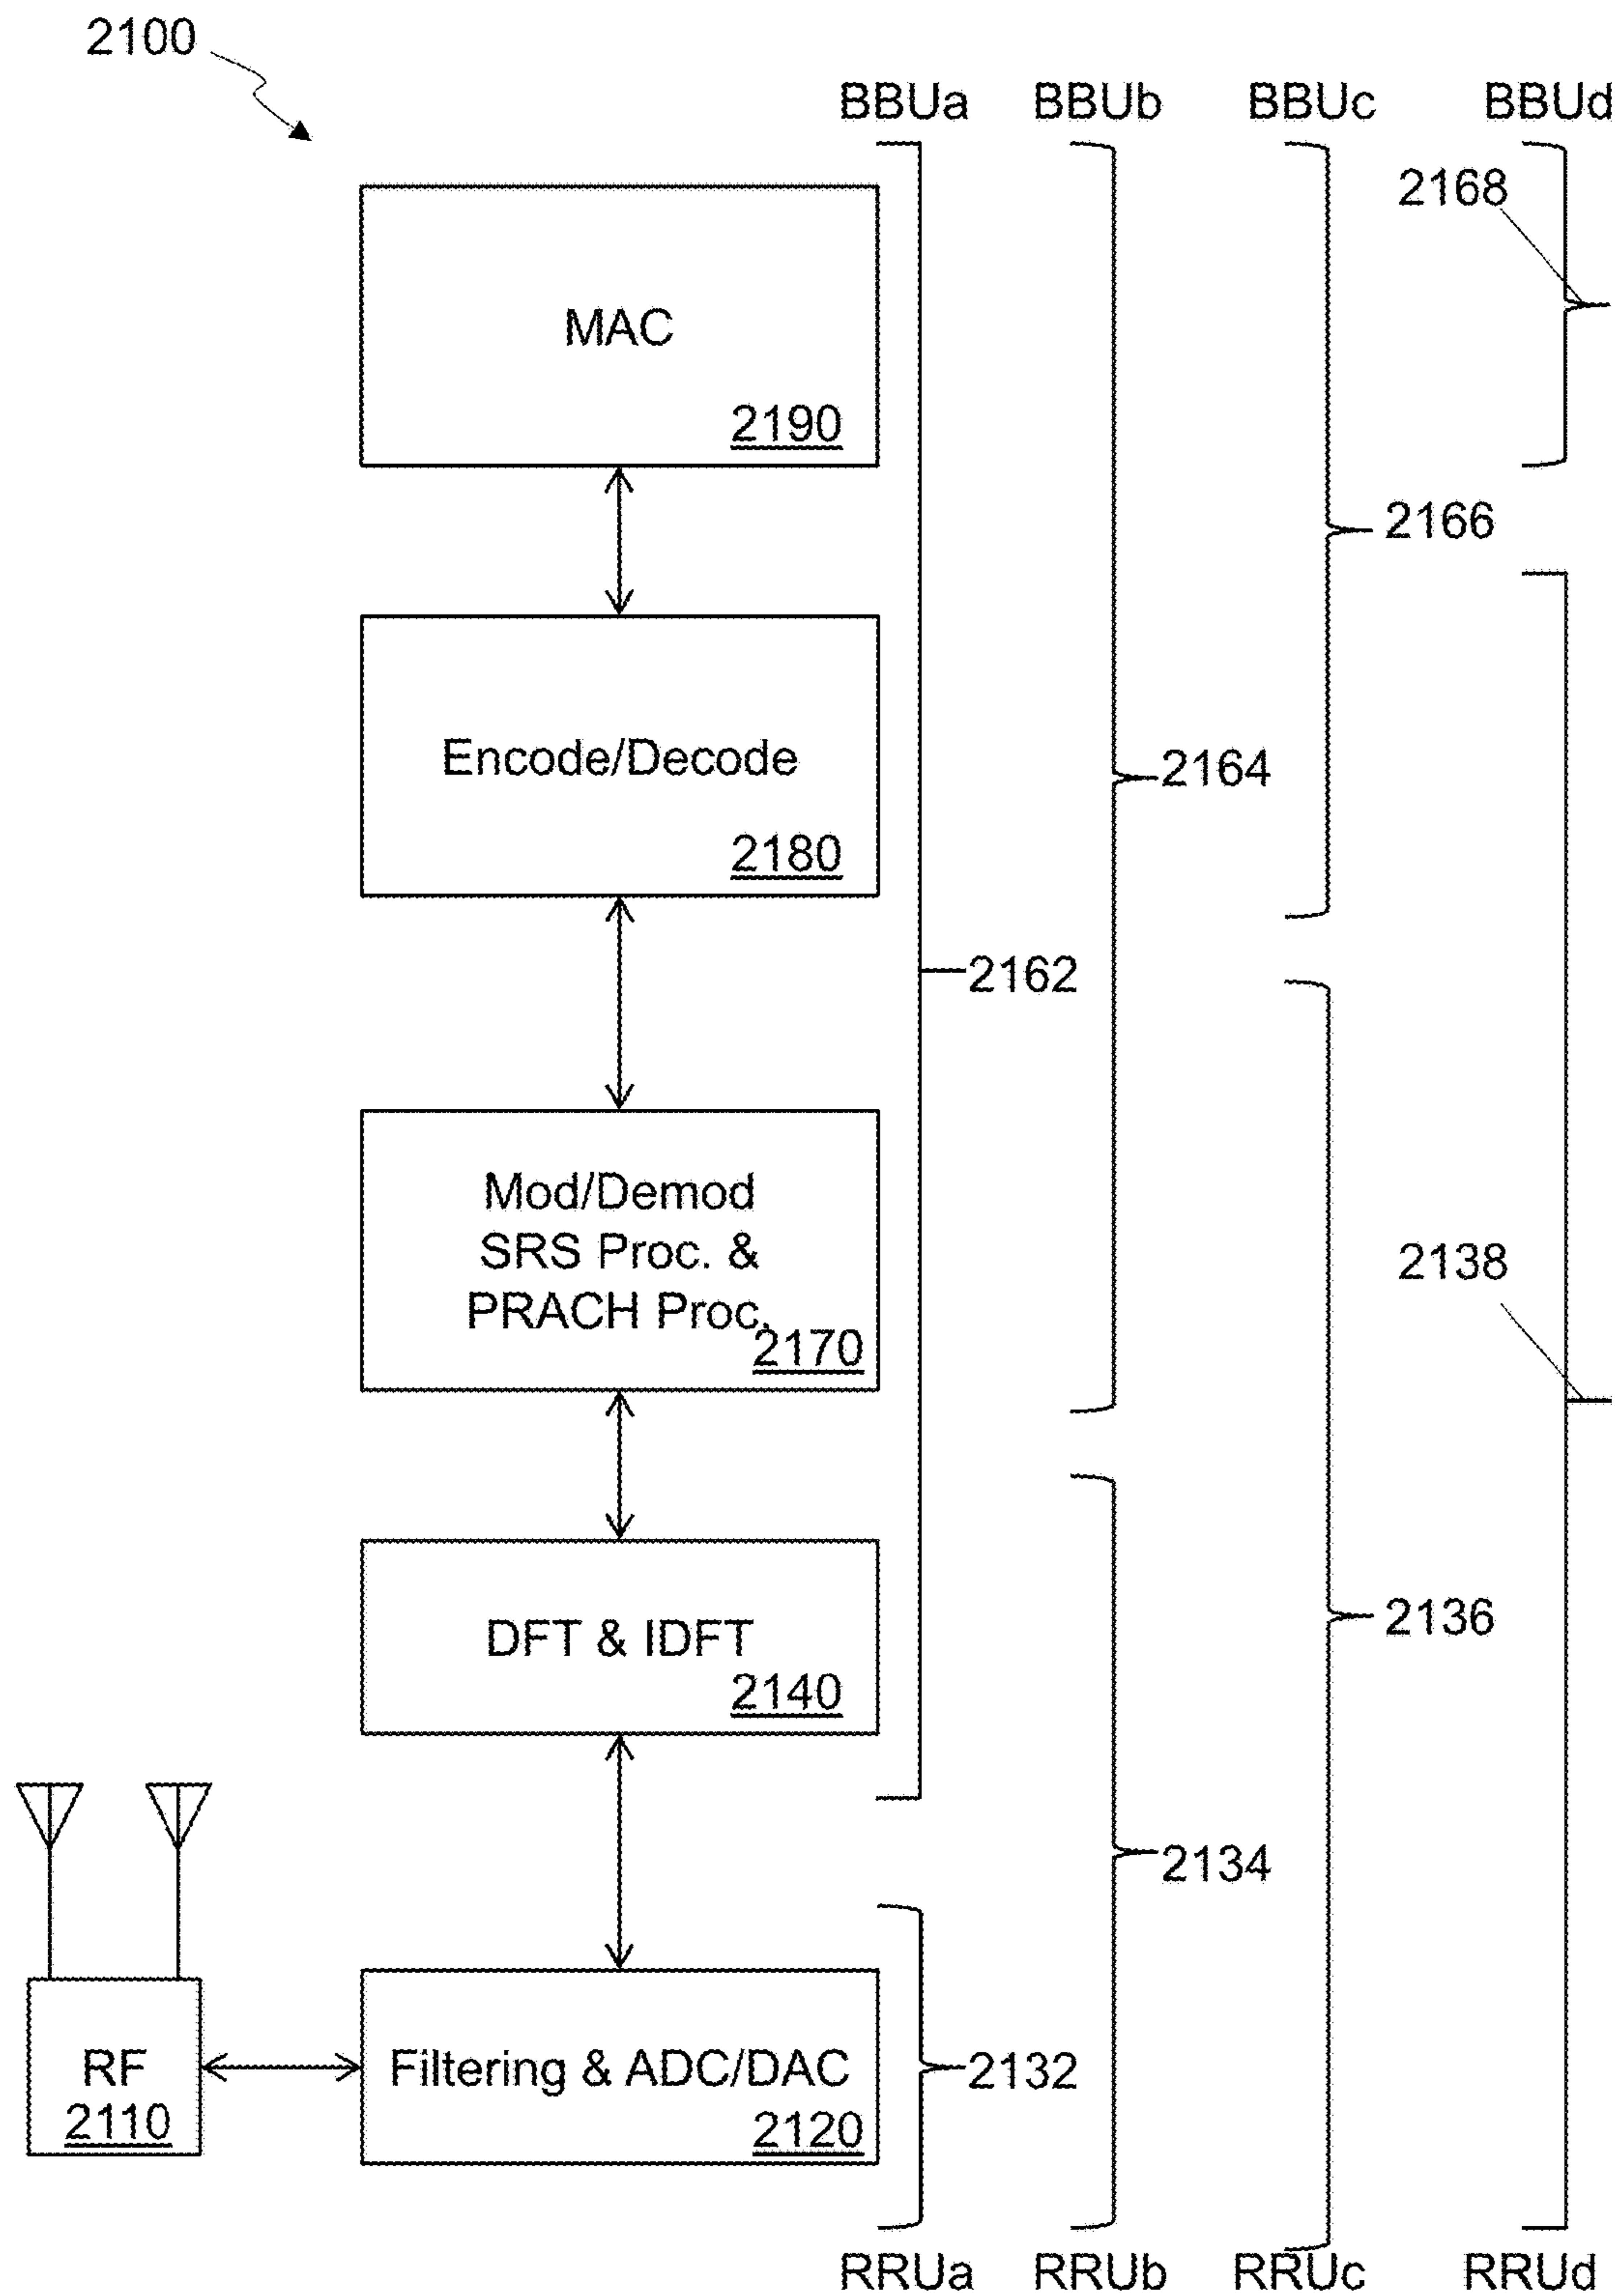 2100
BBUa
BBUb
BBUc
BBUd
2168
MAC
2190
2166
Encode/Decode
2180
2164
2162
Mod/Demod
SRS Proc. &
PRACH Proc.
2170
2138
DFT & IDFT
2140
2136
2134
RF
2110
Filtering & ADC/DAC
2120
2132
RRUa
RRUb
RRUc
RRUd